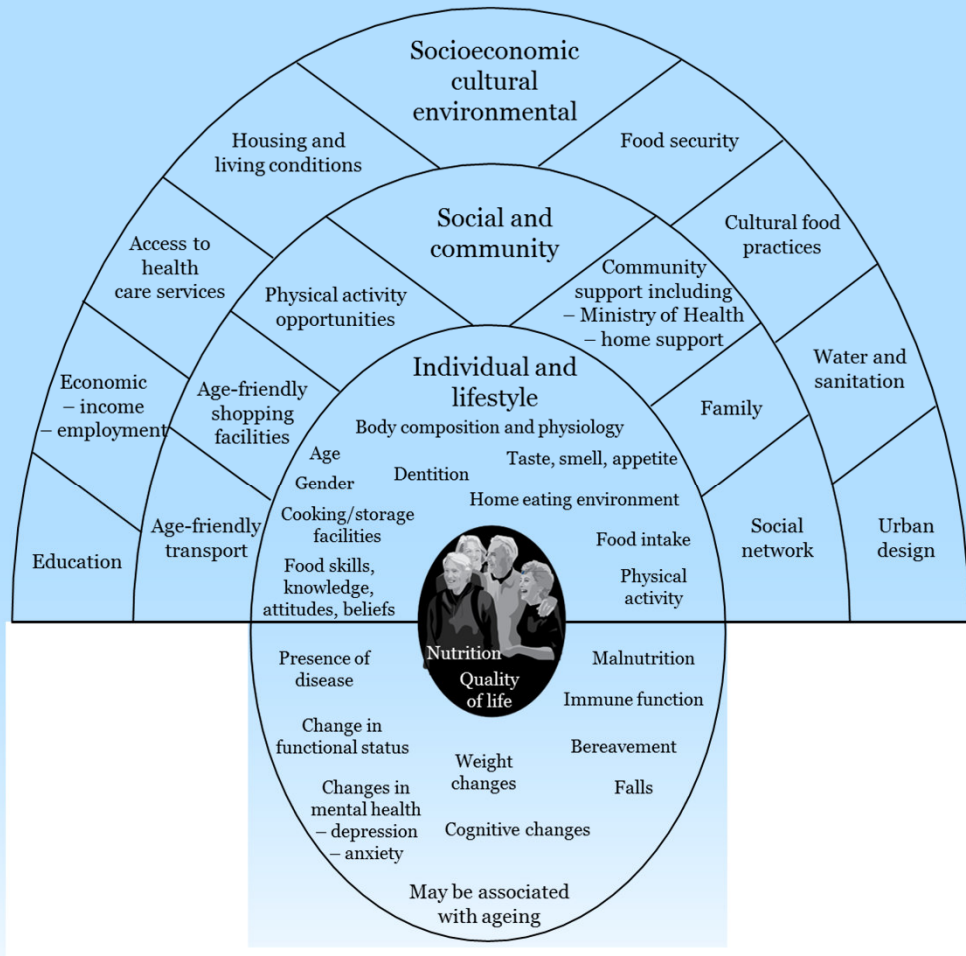 Socioeconomic
cultural
environmental
Housing and
living conditions
Food security
Access to
health
care services
Cultural food
practices
Economic
– income
– employment
Water and
sanitation
Education
Urban
design
Social and
community
Physical activity
opportunities
Community
support including
– Ministry of Health
– home support
Age-friendly
shopping
facilities
Family
Age-friendly
transport
Social
network
Individual and
lifestyle
Body composition and physiology
Age
Gender
Dentition
Taste, smell, appetite
Home eating environment
Cooking/storage
facilities
Food intake
Food skills,
knowledge,
attitudes, beliefs
Physical
activity
Nutrition
Quality
of life
Presence of
disease
Malnutrition
Immune function
Change in
functional status
Bereavement
Weight
changes
Falls
Changes in
mental health
– depression
– anxiety
Cognitive changes
May be associated
with ageing